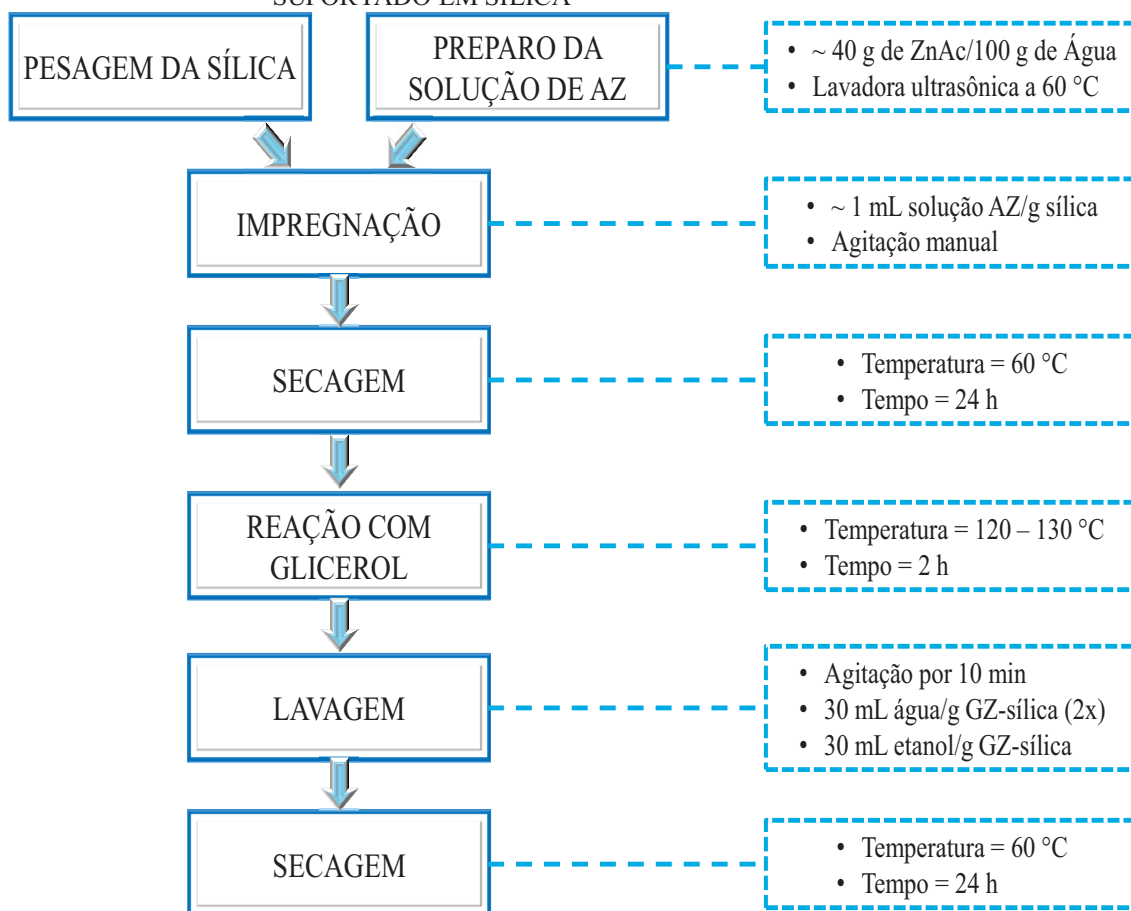 SUPORTADO EM SÍLICA
PESAGEM DA SÍLICA
PREPARO DA
SOLUÇÃO DE AZ
• ~ 40 g de ZnAc/100 g de Água
• Lavadora ultrasônica a 60 °C
IMPREGNAÇÃO
• ~ 1 mL solução AZ/g sílica
• Agitação manual
SECAGEM
• Temperatura = 60 °C
• Tempo = 24 h
REAÇÃO COM
GLICEROL
• Temperatura = 120 – 130 °C
• Tempo = 2 h
LAVAGEM
• Agitação por 10 min
• 30 mL água/g GZ-sílica (2x)
• 30 mL etanol/g GZ-sílica
SECAGEM
• Temperatura = 60 °C
• Tempo = 24 h